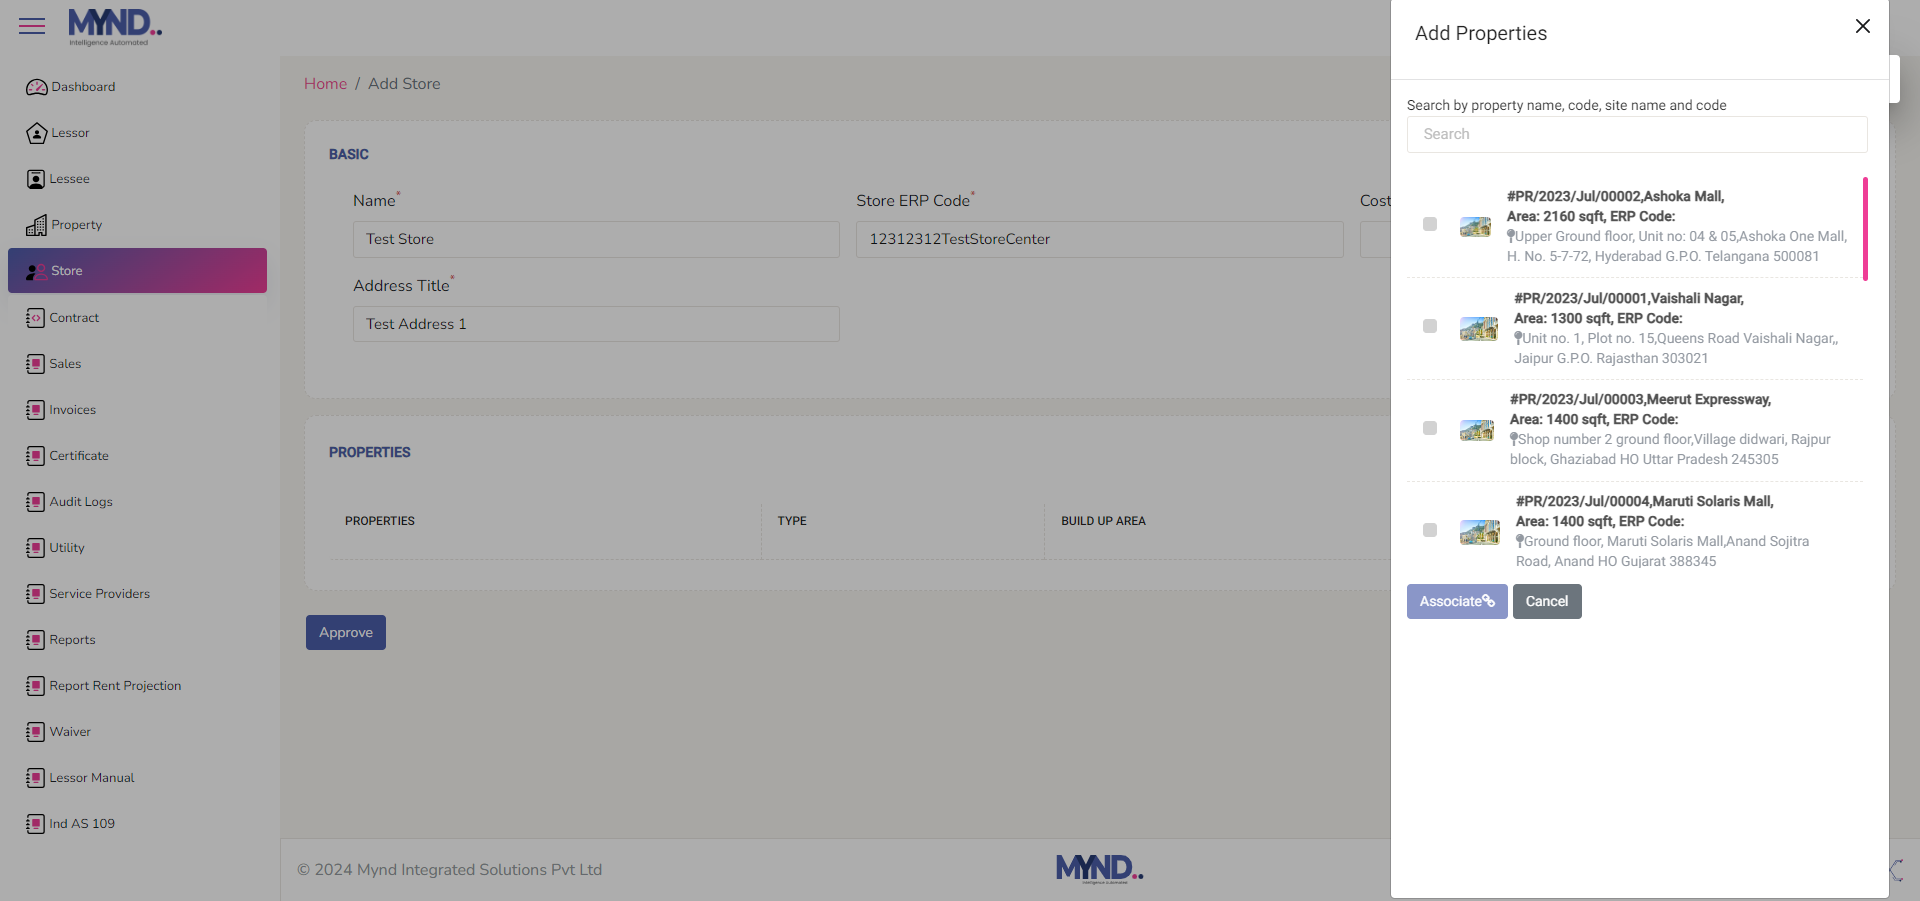 MYND..
Intelligence Automated
Dashboard
Lessor
Lessee
Property
Store
Contract
Sales
Invoices
Certificate
Audit Logs
Utility
Service Providers
Reports
Report Rent Projection
Waiver
Lessor Manual
Ind AS 109
Home / Add Store
BASIC
Name*
Store ERP Code*
Cost
Test Store
12312312TestStoreCenter
Address Title*
Test Address 1
PROPERTIES
PROPERTIES
TYPE
BUILD UP AREA
Approve
© 2024 Mynd Integrated Solutions Pvt Ltd
MYND..
Intelligence Automated
Add Properties
Search by property name, code, site name and code
Search
#PR/2023/Jul/00002,Ashoka Mall,
Area: 2160 sqft, ERP Code:
Upper Ground floor, Unit no: 04 & 05,Ashoka One Mall,
H. No. 5-7-72, Hyderabad G.P.O. Telangana 500081
#PR/2023/Jul/00001,Vaishali Nagar,
Area: 1300 sqft, ERP Code:
Unit no. 1, Plot no. 15,Queens Road Vaishali Nagar,,
Jaipur G.P.O. Rajasthan 303021
#PR/2023/Jul/00003,Meerut Expressway,
Area: 1400 sqft, ERP Code:
Shop number 2 ground floor,Village didwari, Rajpur
block, Ghaziabad HO Uttar Pradesh 245305
#PR/2023/Jul/00004,Maruti Solaris Mall,
Area: 1400 sqft, ERP Code:
Ground floor, Maruti Solaris Mall,Anand Sojitra
Road, Anand HO Gujarat 388345
Associate
Cancel